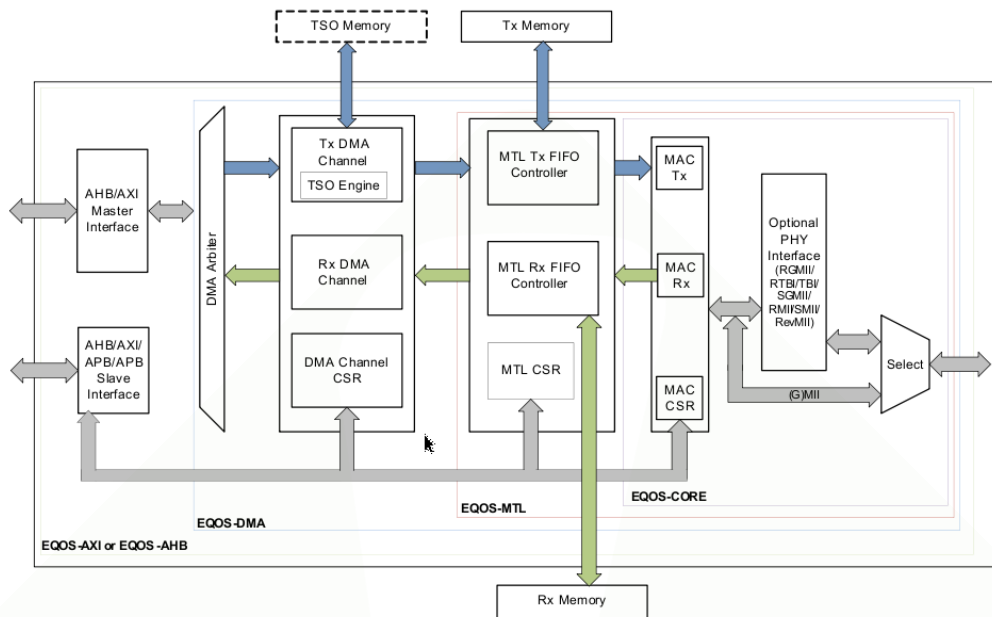 TSO Memory
Tx Memory
Tx DMA
Channel
TSO Engine
MTL Tx FIFO
Controller
MAC
Tx
AHB/AXI
Master
Interface
DMA Arbiter
Optional
PHY
Interface
(RGMII/
RTBI/TBI/
SGMII/
RMII/SMII/
RevMII)
Rx DMA
Channel
MTL Rx FIFO
Controller
MAC
Rx
AHB/AXI/
APB/APB
Slave
Interface
DMA Channel
CSR
MTL CSR
MAC
CSR
Select
(G)MII
EQOS-CORE
EQOS-MTL
EQOS-DMA
EQOS-AXI or EQOS -AHB
Rx Memory